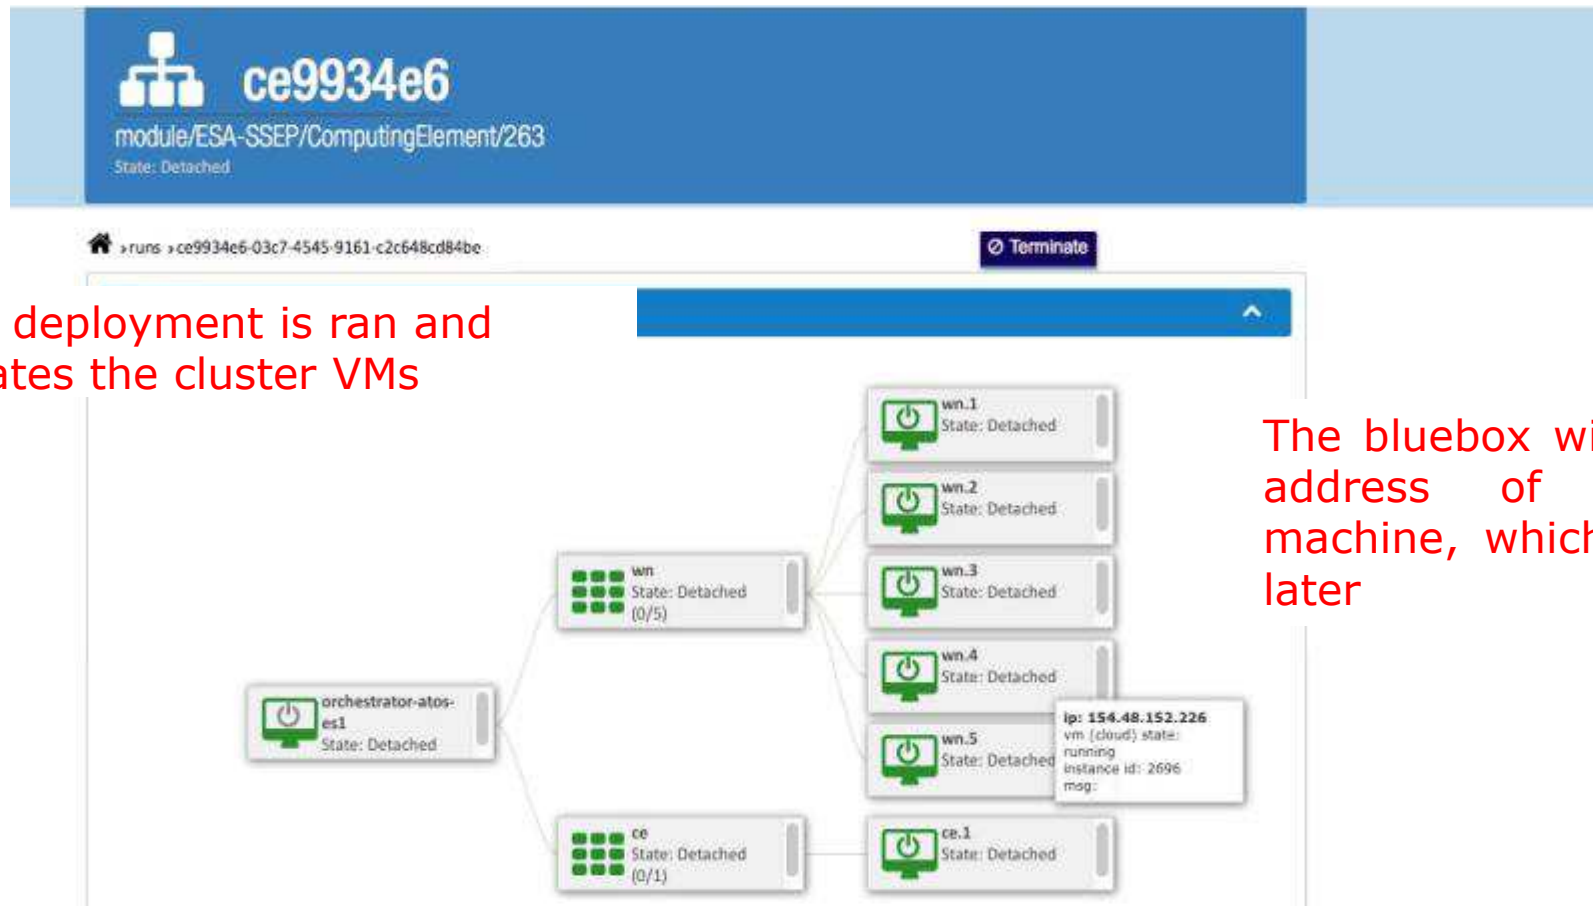 ce9934e6
module/ESA-SSEP/ComputingElement/263
State: Detached
»runs »ce9934e6-03c7-4545-9161-c2c648cd84be
Terminate
deployment is ran and
ates the cluster VMs
wn.1
State: Detached
wn.2
State: Detached
wn.3
State: Detached
wn.4
State: Detached
wn.5
State: Detached
ip: 154.48.152.226
vm (cloud) state:
running
instance id: 2696
msg:
wn
State: Detached
(0/5)
orchestrator-atos-
es1
State: Detached
ce
State: Detached
(0/1)
ce.1
State: Detached
The bluebox wi
address of
machine, which
later